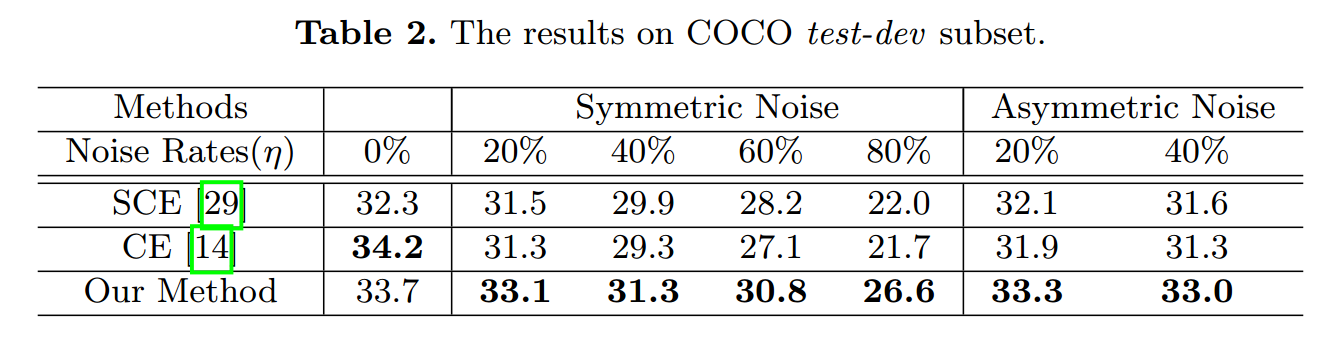 Table 2. The results on COCO test-dev subset.
Methods Symmetric Noise Asymmetric Noise
Noise Rates(η) 0% 20% 40% 60% 80% 20% 40%
SCE [29] 32.3 31.5 29.9 28.2 22.0 32.1 31.6
CE [14] 34.2 31.3 29.3 27.1 21.7 31.9 31.3
Our Method 33.7 33.1 31.3 30.8 26.6 33.3 33.0